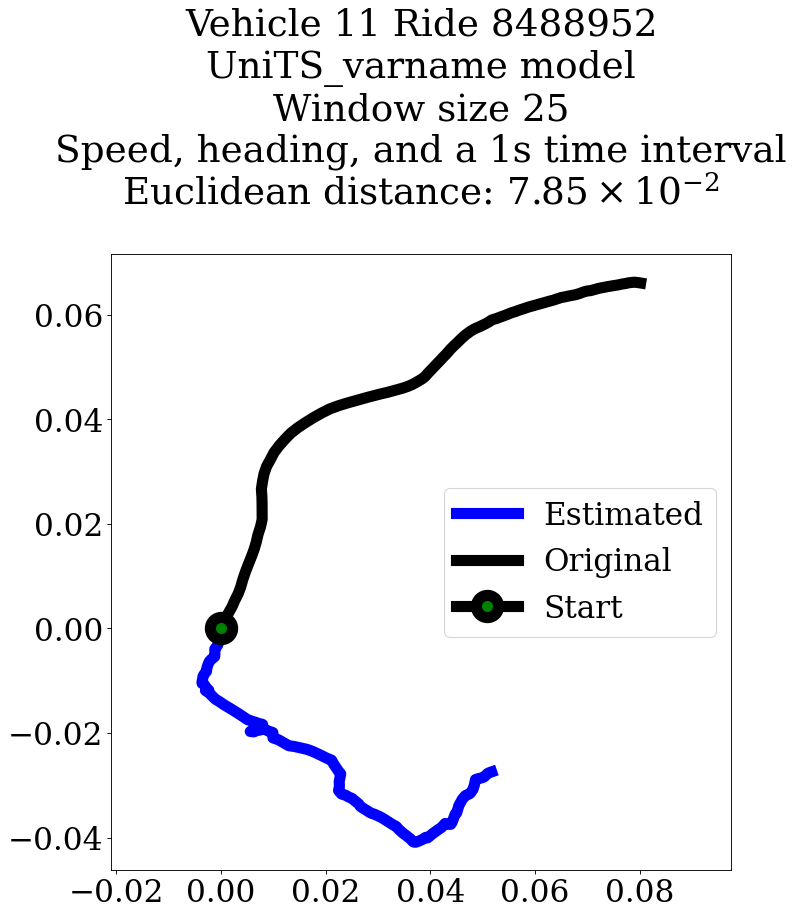 Vehicle 11 Ride 8488952
UniTS_varname model
Window size 25
Speed, heading, and a 1s time interval
Euclidean distance: 7.85 × 10⁻²
0.06
0.04
0.02
0.00
−0.02
−0.04
Estimated
Original
Start
−0.02 0.00 0.02 0.04 0.06 0.08